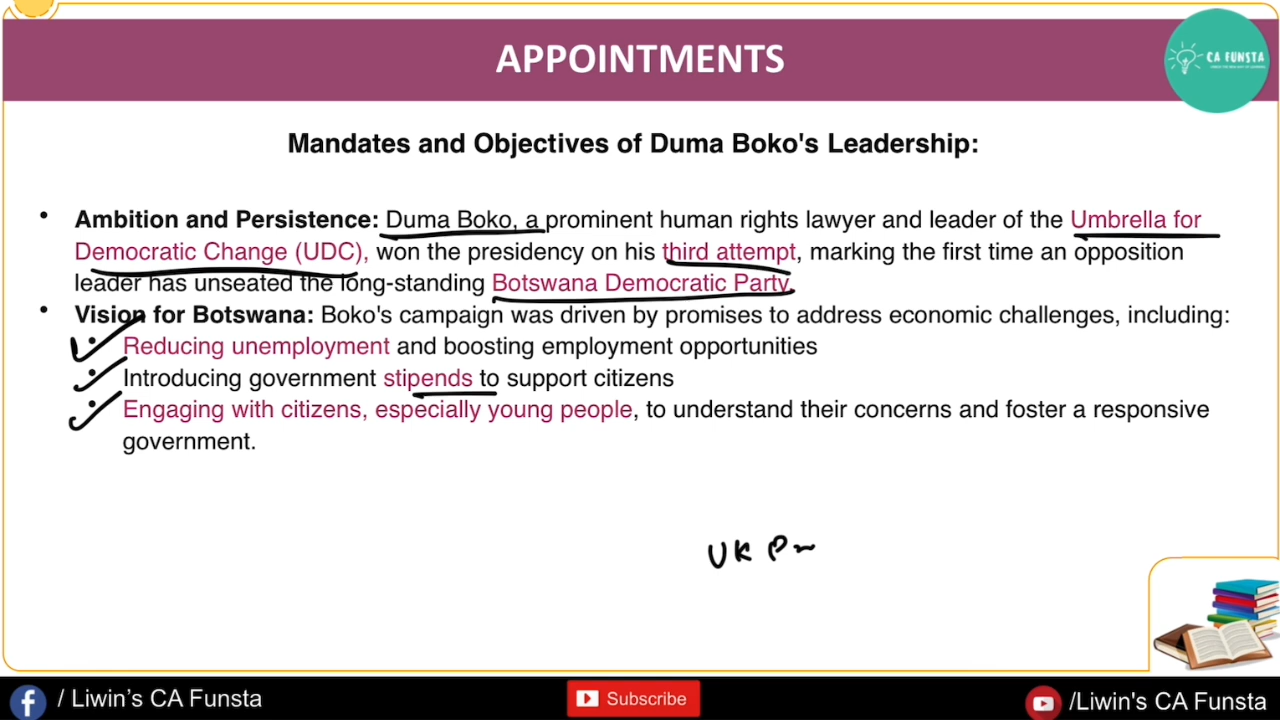 APPOINTMENTS
CA FUNSTA
Mandates and Objectives of Duma Boko's Leadership:
• Ambition and Persistence: Duma Boko, a prominent human rights lawyer and leader of the Umbrella for
Democratic Change (UDC), won the presidency on his third attempt, marking the first time an opposition
leader has unseated the long-standing Botswana Democratic Party.
• Vision for Botswana: Boko's campaign was driven by promises to address economic challenges, including:
• Reducing unemployment and boosting employment opportunities
• Introducing government stipends to support citizens
• Engaging with citizens, especially young people, to understand their concerns and foster a responsive
government.
UK
/ Liwin's CA Funsta
Subscribe
/Liwin's CA Funsta